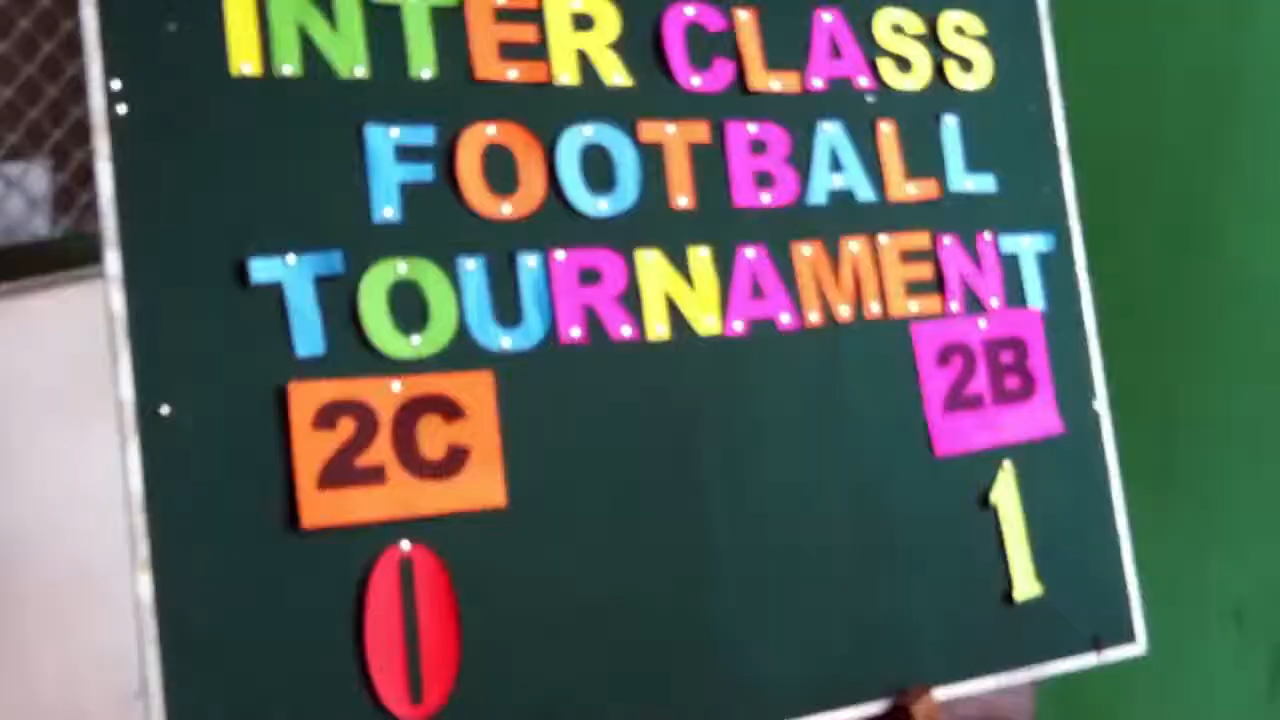 INTER CLASS
FOOTBALL
TOURNAMENT
2C 2B
0 1